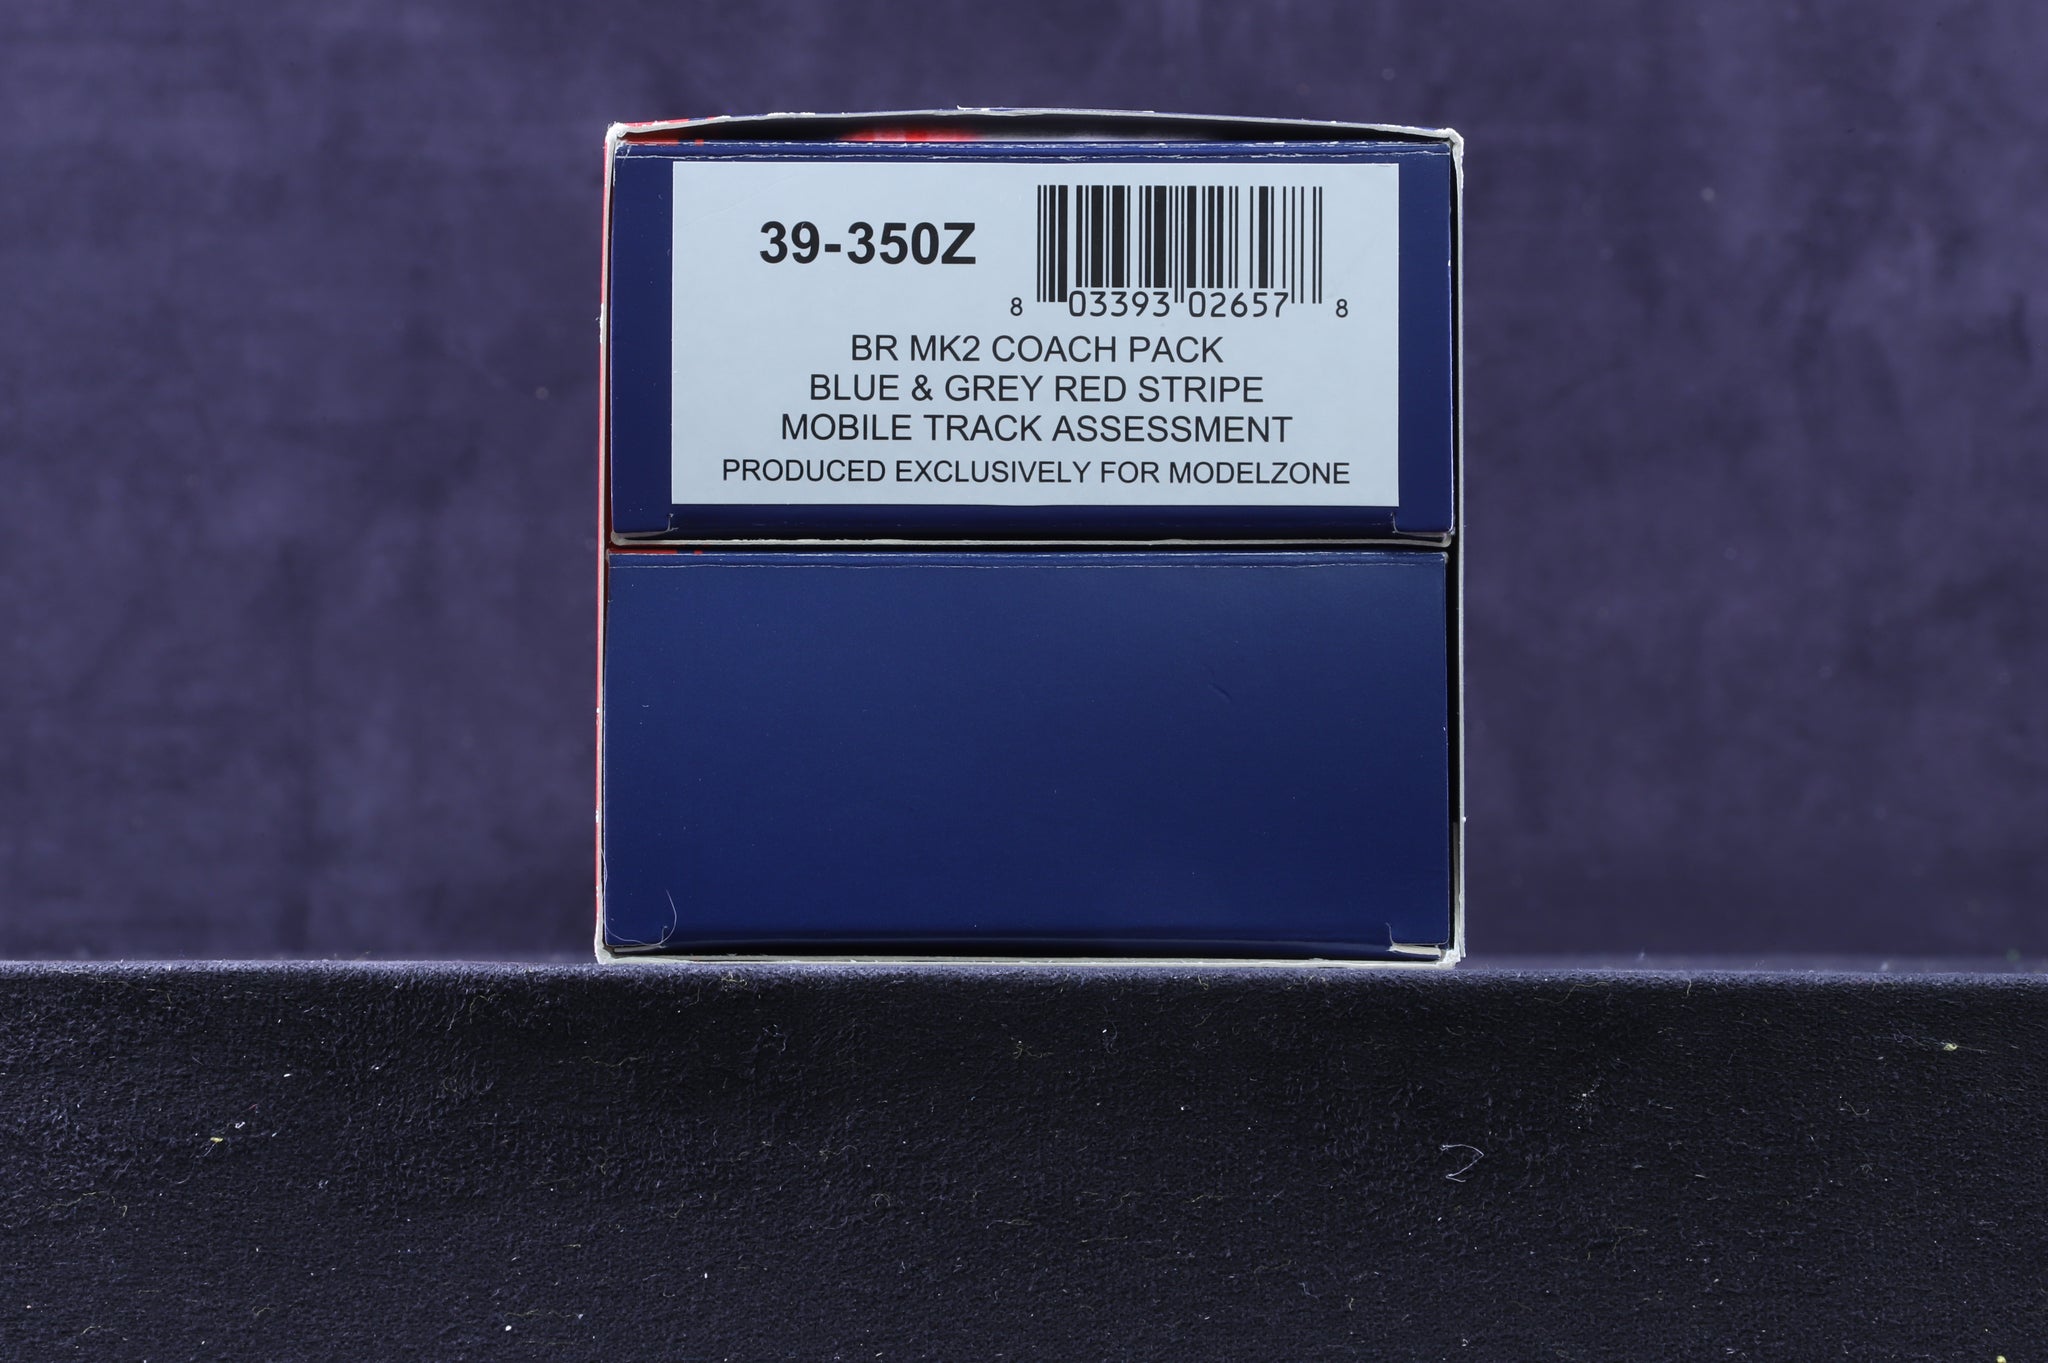 39-350Z
8 03393 02657 8
BR MK2 COACH PACK
BLUE & GREY RED STRIPE
MOBILE TRACK ASSESSMENT
PRODUCED EXCLUSIVELY FOR MODELZONE